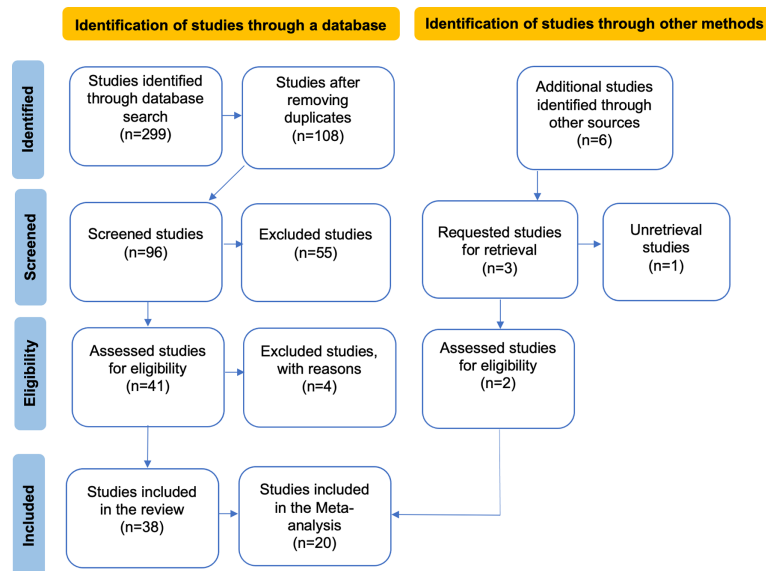 Identification of studies through a database
Identification of studies through other methods
Identified
Studies identified
through database
search
(n=299)
Studies after
removing
duplicates
(n=108)
Additional studies
identified through
other sources
(n=6)
Screened
Screened studies
(n=96)
Excluded studies
(n=55)
Requested studies
for retrieval
(n=3)
Unretrieval
studies
(n=1)
Eligibility
Assessed studies
for eligibility
(n=41)
Excluded studies,
with reasons
(n=4)
Assessed studies
for eligibility
(n=2)
Included
Studies included
in the review
(n=38)
Studies included
in the Meta-
analysis
(n=20)